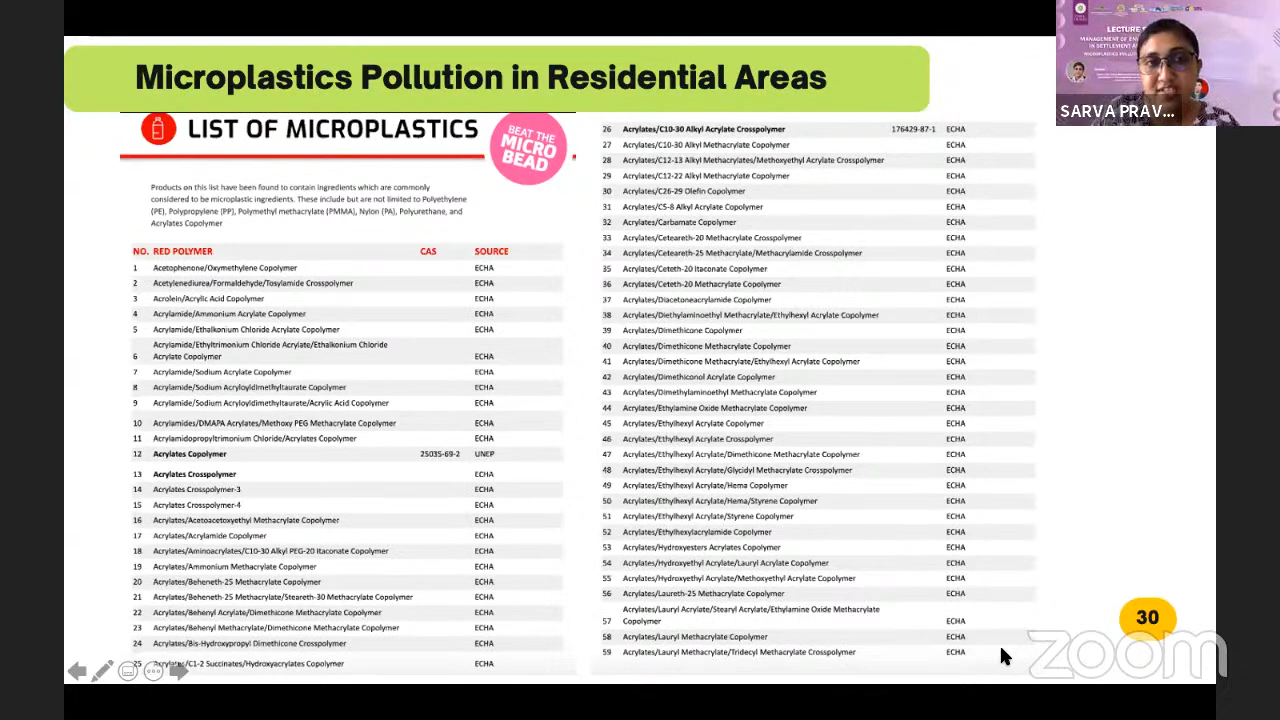 Microplastics Pollution in Residential Areas
LIST OF MICROPLASTICS
BEAT THE
MICRO
BEAD
Products on this list have been found to contain ingredients which are commonly
considered to be microplastic ingredients. These include but are not limited to Polyethylene
(PE), Polypropylene (PP), Polymethyl methacrylate (PMMA), Nylon (PA), Polyurethane, and
Acrylates Copolymer
NO. RED POLYMER CAS SOURCE
1 Acetophenone/Oxymethylene Copolymer ECHA
2 Acetylenediurea/Formaldehyde/Tosylamide Crosspolymer ECHA
3 Acrolein/Acrylic Acid Copolymer ECHA
4 Acrylamide/Ammonium Acrylate Copolymer ECHA
5 Acrylamide/Ethalkonium Chloride Acrylate Copolymer ECHA
Acrylamide/Ethyltrimonium Chloride Acrylate/Ethalkonium Chloride
6 Acrylate Copolymer ECHA
7 Acrylamide/Sodium Acrylate Copolymer ECHA
8 Acrylamide/Sodium Acryloyldimethyltaurate Copolymer ECHA
9 Acrylamide/Sodium Acryloyldimethyltaurate/Acrylic Acid Copolymer ECHA
10 Acrylamides/DMAPA Acrylates/Methoxy PEG Methacrylate Copolymer ECHA
11 Acrylamidopropyltrimonium Chloride/Acrylates Copolymer ECHA
12 Acrylates Copolymer 25035-69-2 UNEP
13 Acrylates Crosspolymer ECHA
14 Acrylates Crosspolymer-3 ECHA
15 Acrylates Crosspolymer-4 ECHA
16 Acrylates/Acetoacetoxyethyl Methacrylate Copolymer ECHA
17 Acrylates/Acrylamide Copolymer ECHA
18 Acrylates/Aminoacrylates/C10-30 Alkyl PEG-20 Itaconate Copolymer ECHA
19 Acrylates/Ammonium Methacrylate Copolymer ECHA
20 Acrylates/Beheneth-25 Methacrylate Copolymer ECHA
21 Acrylates/Beheneth-25 Methacrylate/Steareth-30 Methacrylate Copolymer ECHA
22 Acrylates/Behenyl Acrylate/Dimethicone Methacrylate Copolymer ECHA
23 Acrylates/Behenyl Methacrylate/Dimethicone Methacrylate Copolymer ECHA
24 Acrylates/Bis-Hydroxypropyl Dimethicone Crosspolymer ECHA
25 Acrylates/C1-2 Succinates/Hydroxyacrylates Copolymer ECHA
26 Acrylates/C10-30 Alkyl Acrylate Crosspolymer 176429-87-1 ECHA
27 Acrylates/C10-30 Alkyl Methacrylate Copolymer ECHA
28 Acrylates/C12-13 Alkyl Methacrylates/Methoxyethyl Acrylate Crosspolymer ECHA
29 Acrylates/C12-22 Alkyl Methacrylate Copolymer ECHA
30 Acrylates/C26-29 Olefin Copolymer ECHA
31 Acrylates/C5-8 Alkyl Acrylate Copolymer ECHA
32 Acrylates/Carbamate Copolymer ECHA
33 Acrylates/Ceteareth-20 Methacrylate Crosspolymer ECHA
34 Acrylates/Ceteareth-25 Methacrylate/Methacrylamide Crosspolymer ECHA
35 Acrylates/Ceteth-20 Itaconate Copolymer ECHA
36 Acrylates/Ceteth-20 Methacrylate Copolymer ECHA
37 Acrylates/Diacetoneacrylamide Copolymer ECHA
38 Acrylates/Diethylaminoethyl Methacrylate/Ethylhexyl Acrylate Copolymer ECHA
39 Acrylates/Dimethicone Copolymer ECHA
40 Acrylates/Dimethicone Methacrylate Copolymer ECHA
41 Acrylates/Dimethicone Methacrylate/Ethylhexyl Acrylate Copolymer ECHA
42 Acrylates/Dimethiconol Acrylate Copolymer ECHA
43 Acrylates/Dimethylaminoethyl Methacrylate Copolymer ECHA
44 Acrylates/Ethylamine Oxide Methacrylate Copolymer ECHA
45 Acrylates/Ethylhexyl Acrylate Copolymer ECHA
46 Acrylates/Ethylhexyl Acrylate Crosspolymer ECHA
47 Acrylates/Ethylhexyl Acrylate/Dimethicone Methacrylate Copolymer ECHA
48 Acrylates/Ethylhexyl Acrylate/Glycidyl Methacrylate Crosspolymer ECHA
49 Acrylates/Ethylhexyl Acrylate/Hema Copolymer ECHA
50 Acrylates/Ethylhexyl Acrylate/Hema/Styrene Copolymer ECHA
51 Acrylates/Ethylhexyl Acrylate/Styrene Copolymer ECHA
52 Acrylates/Ethylhexylacrylamide Copolymer ECHA
53 Acrylates/Hydroxyesters Acrylates Copolymer ECHA
54 Acrylates/Hydroxyethyl Acrylate/Lauryl Acrylate Copolymer ECHA
55 Acrylates/Hydroxyethyl Acrylate/Methoxyethyl Acrylate Copolymer ECHA
56 Acrylates/Laureth-25 Methacrylate Copolymer ECHA
Acrylates/Lauryl Acrylate/Stearyl Acrylate/Ethylamine Oxide Methacrylate
57 Copolymer ECHA
58 Acrylates/Lauryl Methacrylate Copolymer ECHA
59 Acrylates/Lauryl Methacrylate/Tridecyl Methacrylate Crosspolymer ECHA
30
zoom
LECTURE
MANAGEMENT OF
IN SETTLEMENT
SARVA PRAV...